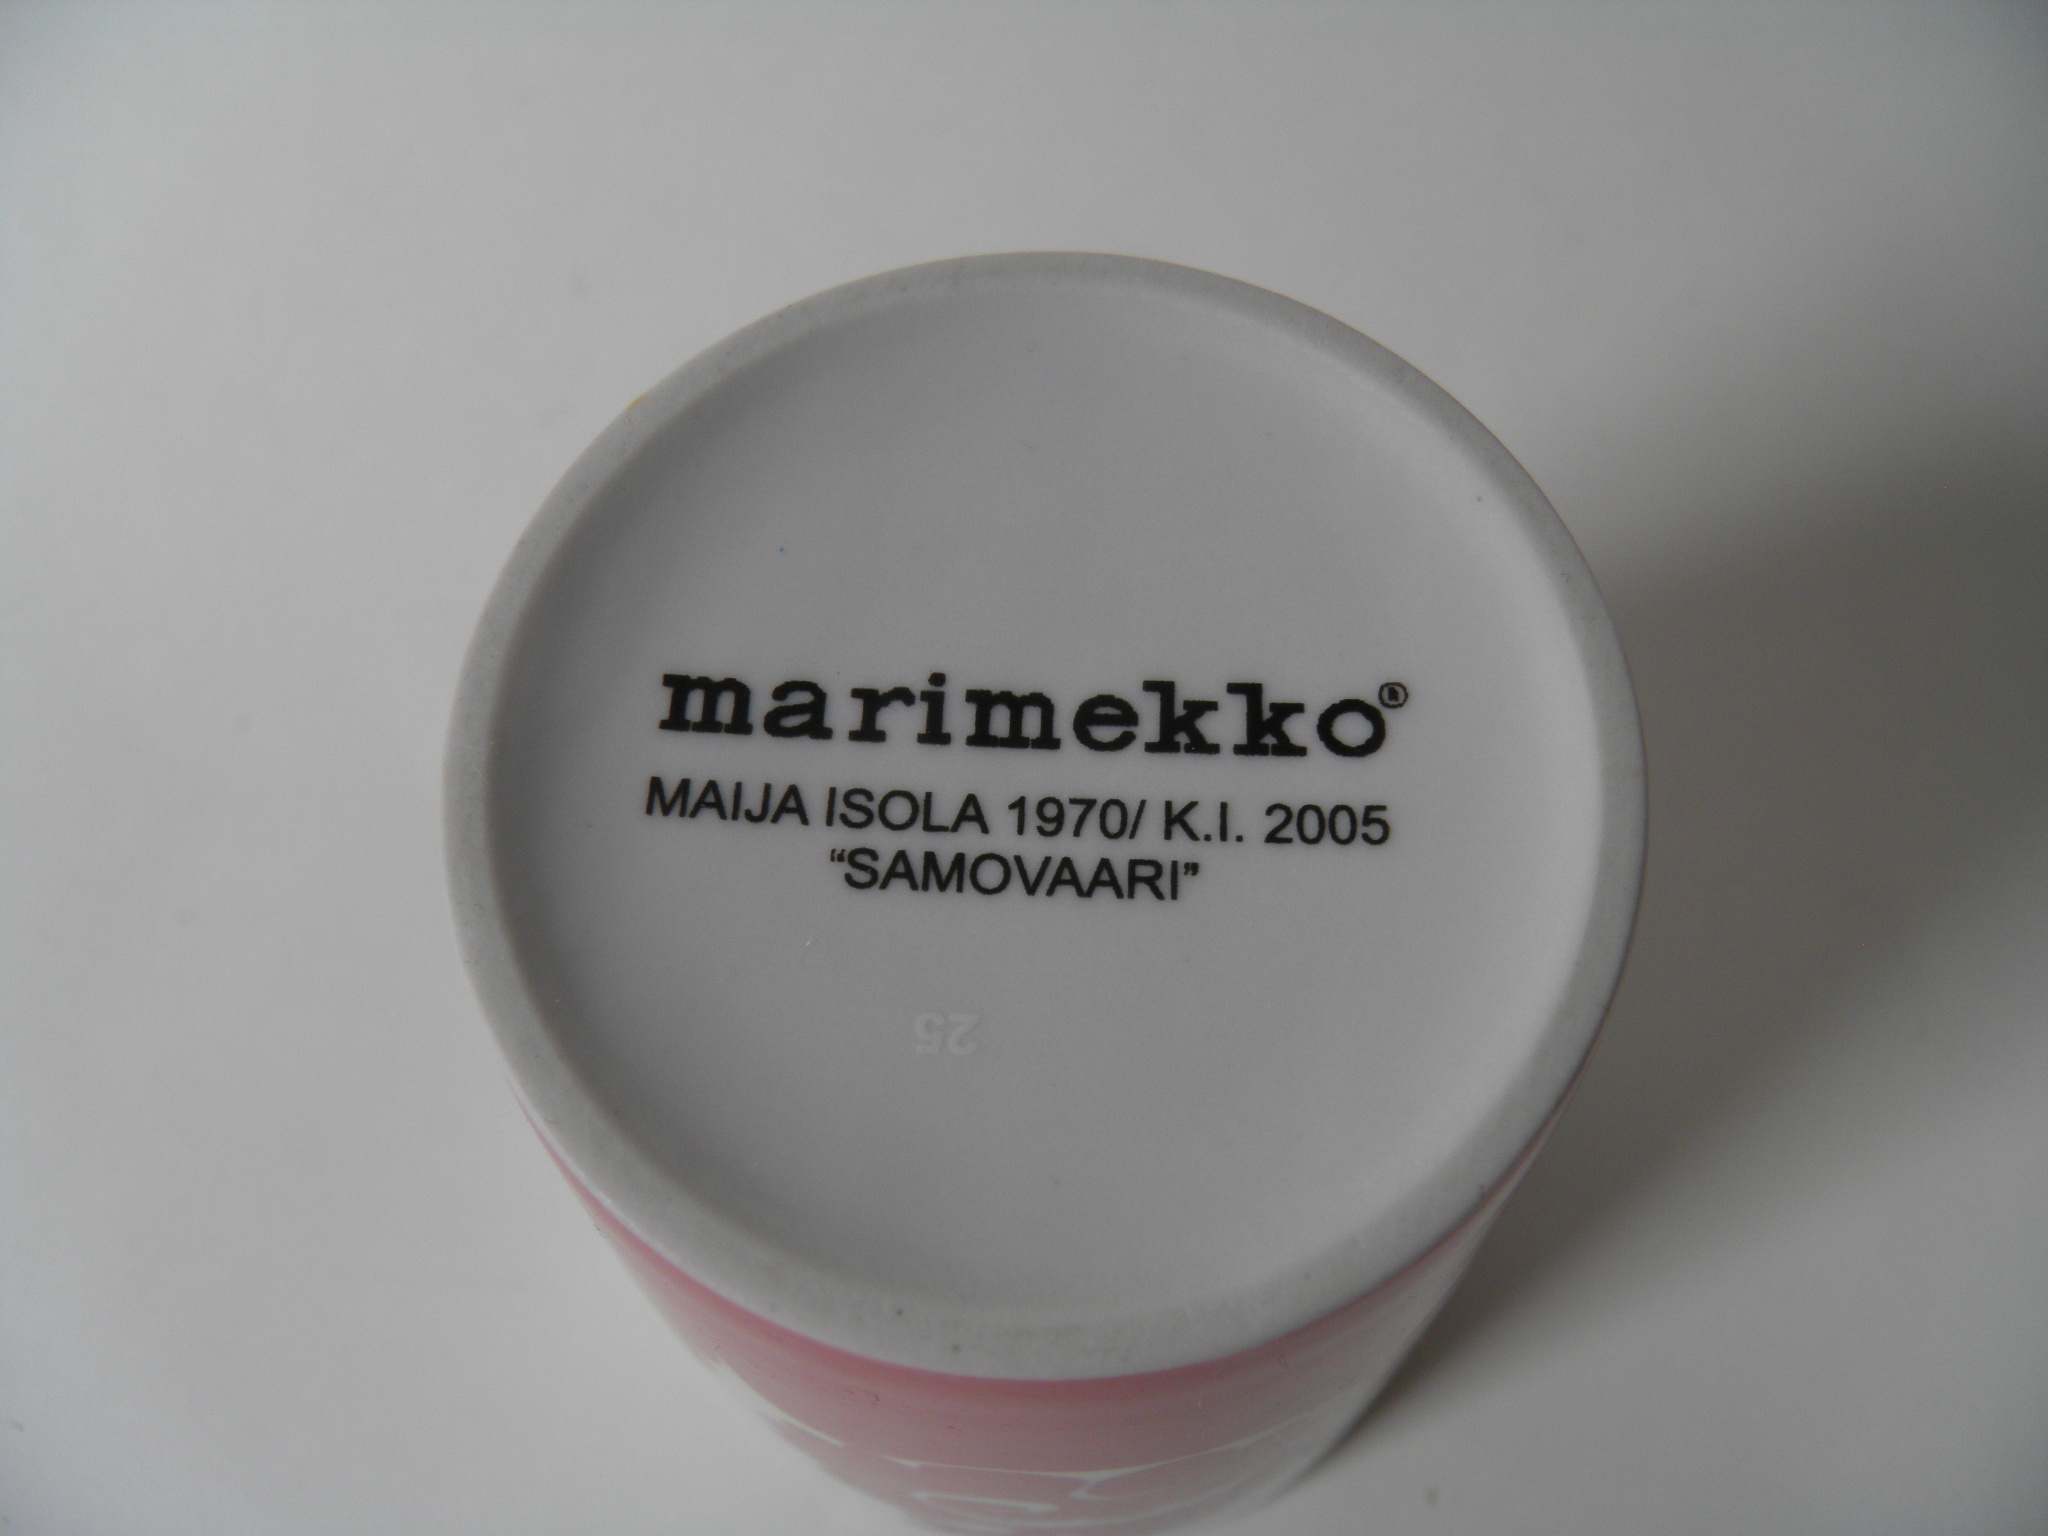 marimekko®
MAIJA ISOLA 1970/ K.I. 2005
“SAMOVAARI”
25